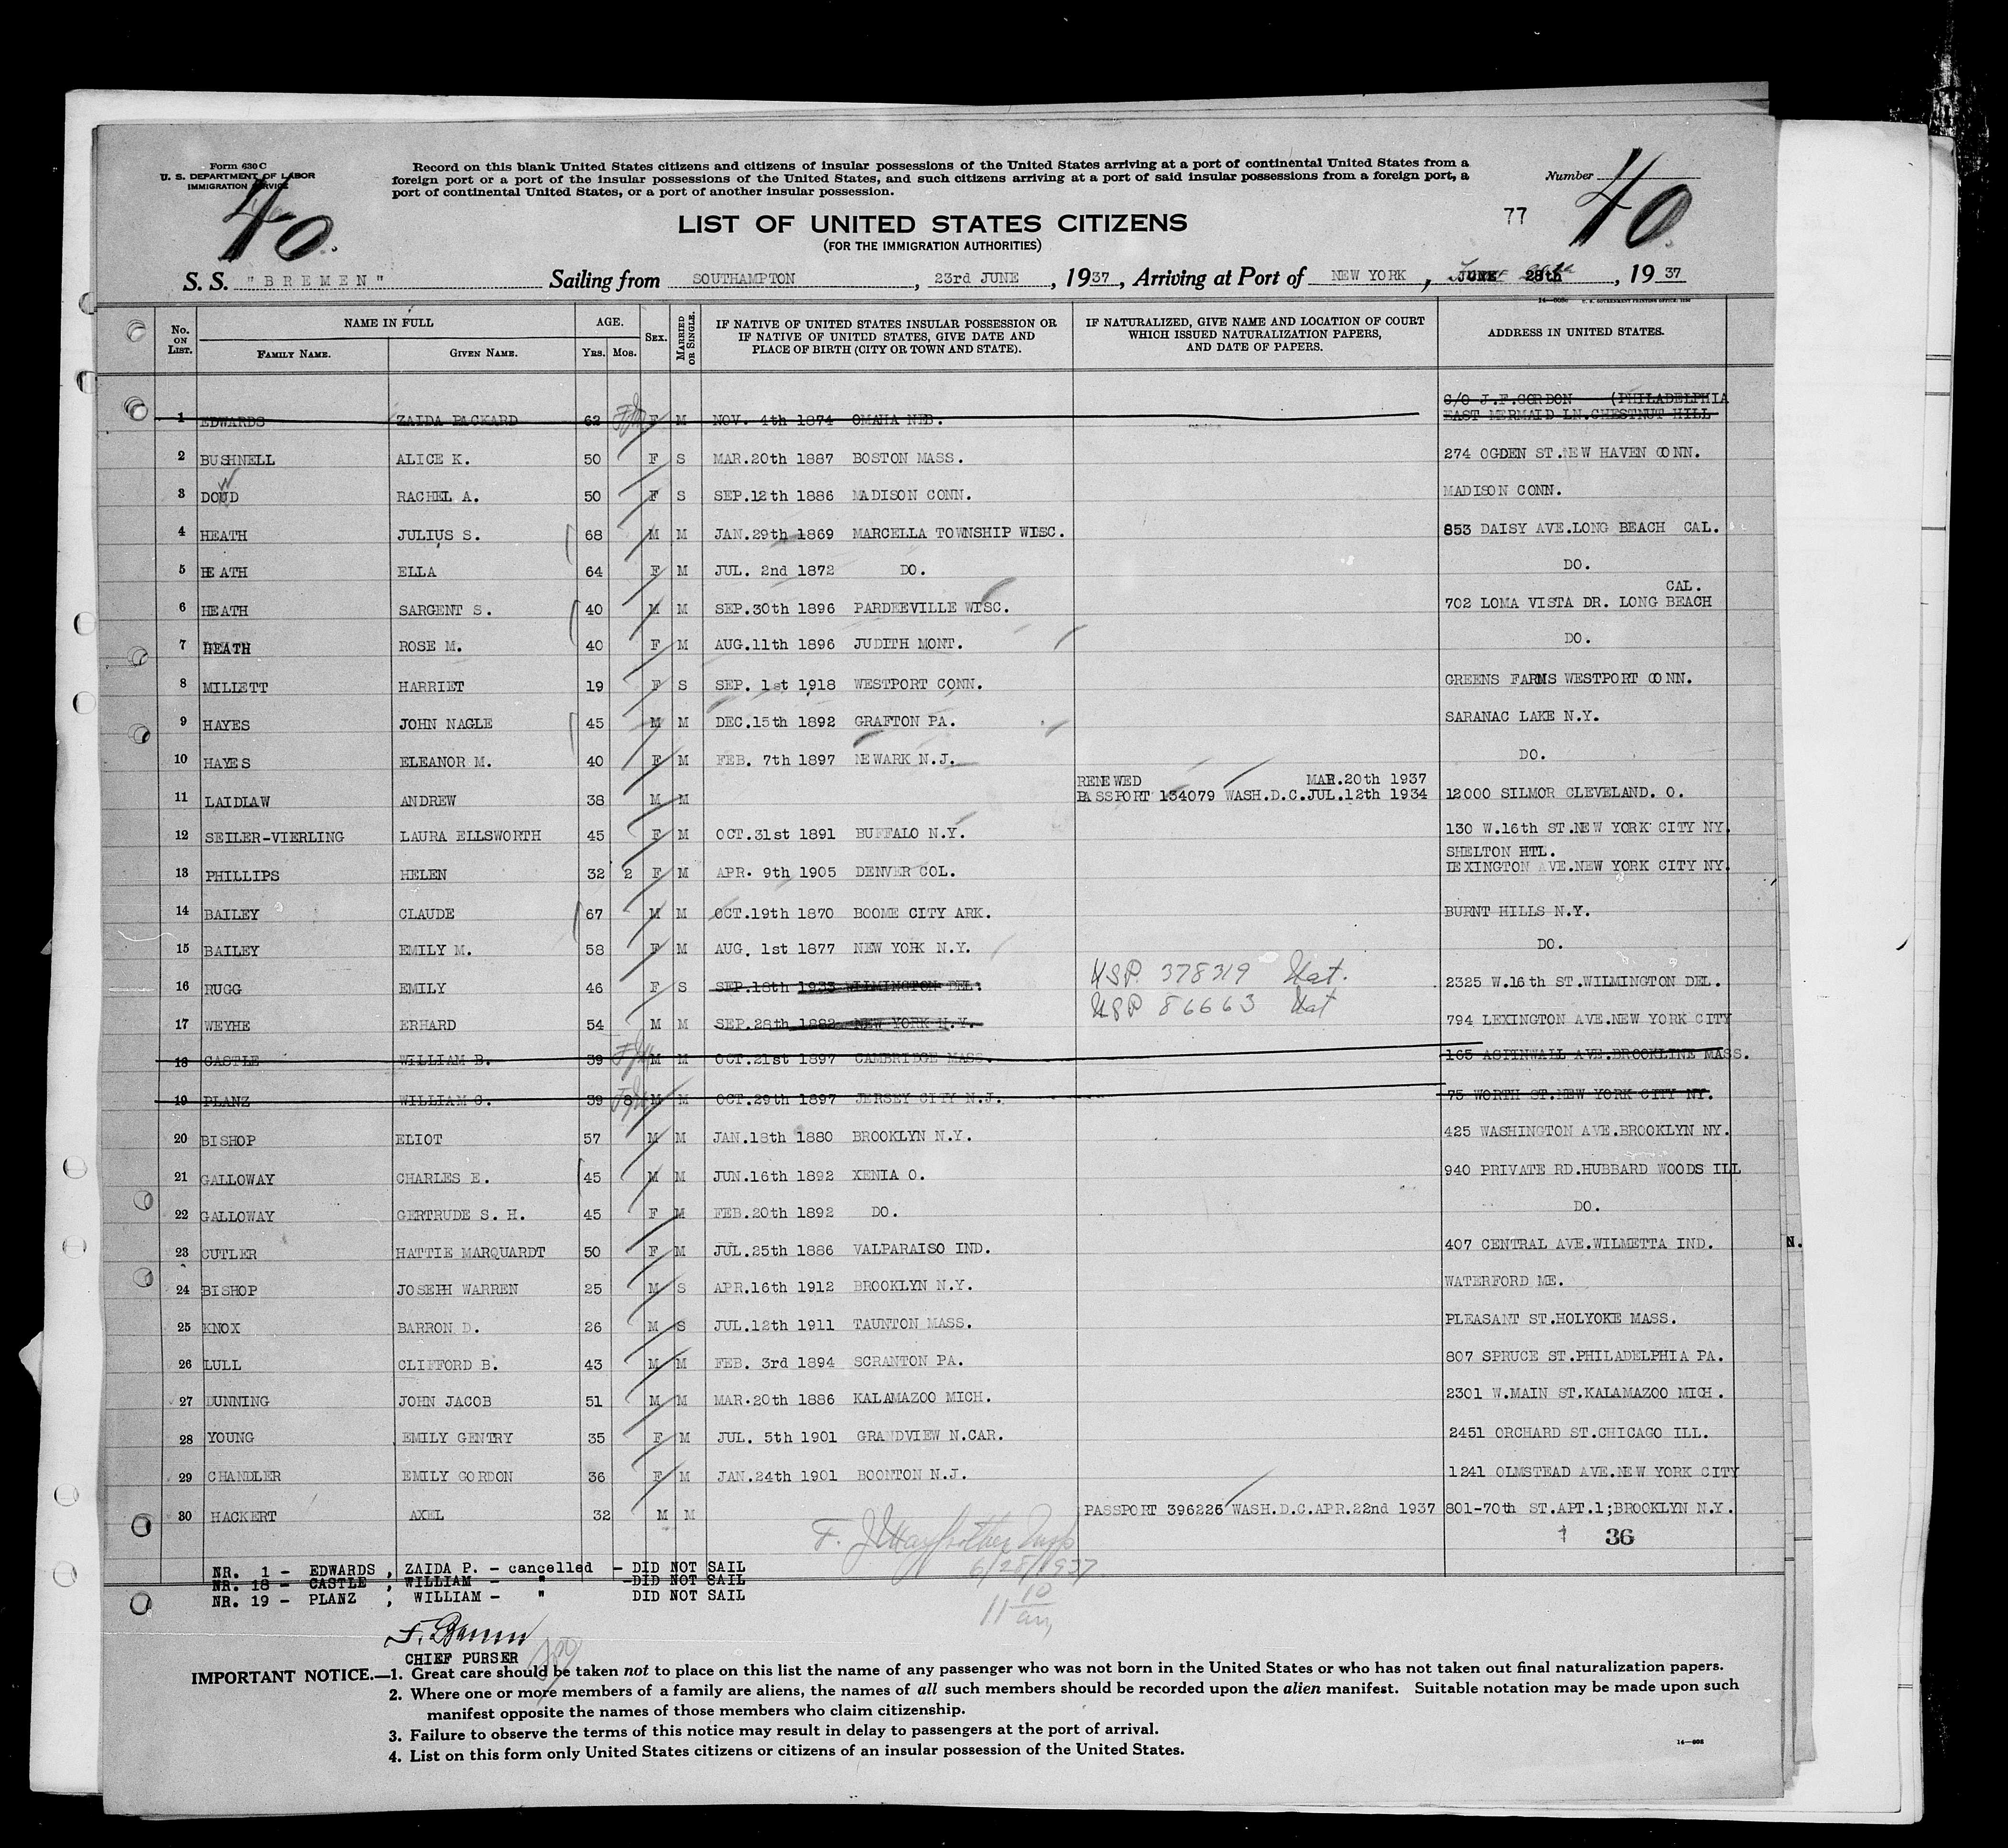 Form 630 C
U. S. DEPARTMENT OF LABOR
IMMIGRATION SERVICE
40.
Record on this blank United States citizens and citizens of insular possessions of the United States arriving at a port of continental United States from a
foreign port or a port of the insular possessions of the United States, and such citizens arriving at a port of said insular possessions from a foreign port, a
port of continental United States, or a port of another insular possession.
Number
40.
77
LIST OF UNITED STATES CITIZENS
(FOR THE IMMIGRATION AUTHORITIES)
S. S. "BREMEN" Sailing from SOUTHAMPTON, 23rd JUNE, 1937, Arriving at Port of NEW YORK, JUNE 28th, 1937
No. ON LIST. NAME IN FULL FAMILY NAME. GIVEN NAME. AGE. YRS. MOS. SEX. MARRIED OR SINGLE. IF NATIVE OF UNITED STATES INSULAR POSSESSION OR IF NATIVE OF UNITED STATES, GIVE DATE AND PLACE OF BIRTH (CITY OR TOWN AND STATE). IF NATURALIZED, GIVE NAME AND LOCATION OF COURT WHICH ISSUED NATURALIZATION PAPERS, AND DATE OF PAPERS. ADDRESS IN UNITED STATES.
C/O J.F.GORDON (PHILADELPHIA
1 EDWARDS ZAIDA PACKARD 62 F M NOV. 4th 1874 OMAHA NEB. EAST MERMAID LN.CHESTNUT HILL
2 BUSHNELL ALICE K. 50 F S MAR.20th 1887 BOSTON MASS. 274 OGDEN ST.NEW HAVEN CONN.
W
3 DOUD RACHEL A. 50 F S SEP.12th 1886 MADISON CONN. MADISON CONN.
4 HEATH JULIUS S. 68 M M JAN.29th 1869 MARCELLA TOWNSHIP WISC. 853 DAISY AVE.LONG BEACH CAL.
5 HEATH ELLA 64 F M JUL. 2nd 1872 DO. DO.
CAL.
6 HEATH SARGENT S. 40 M M SEP.30th 1896 PARDEEVILLE WISC. 702 LOMA VISTA DR. LONG BEACH
7 HEATH ROSE M. 40 F M AUG.11th 1896 JUDITH MONT. DO.
8 MILLETT HARRIET 19 F S SEP. 1st 1918 WESTPORT CONN. GREENS FARMS WESTPORT CONN.
9 HAYES JOHN NAGLE 45 M M DEC.15th 1892 GRAFTON PA. SARANAC LAKE N.Y.
10 HAYES ELEANOR M. 40 F M FEB. 7th 1897 NEWARK N.J. DO.
RENEWED MAR.20th 1937
11 LAIDLAW ANDREW 38 M M PASSPORT 134079 WASH.D.C.JUL.12th 1934 12000 SILMOR CLEVELAND. O.
12 SEILER-VIERLING LAURA ELLSWORTH 45 F M OCT.31st 1891 BUFFALO N.Y. 130 W.16th ST.NEW YORK CITY NY.
SHELTON HTL.
13 PHILLIPS HELEN 32 2 F M APR. 9th 1905 DENVER COL. LEXINGTON AVE.NEW YORK CITY NY.
14 BAILEY CLAUDE 67 M M OCT.19th 1870 BOOME CITY ARK. BURNT HILLS N.Y.
15 BAILEY EMILY M. 58 F M AUG. 1st 1877 NEW YORK N.Y. DO.
16 RUGG EMILY 46 F S SEP.18th 1933 WILMINGTON DEL. USP. 378319 Nat. 2325 W.16th ST.WILMINGTON DEL.
17 WEYHE ERHARD 54 M M SEP.28th 1882 NEW YORK N.Y. USP 86663 Nat 794 LEXINGTON AVE.NEW YORK CITY
18 CASTLE WILLIAM B. 39 M M OCT.21st 1897 CAMBRIDGE MASS. 165 ASPINWALL AVE.BROOKLINE MASS.
19 PLANZ WILLIAM G. 39 8 M M OCT.29th 1897 JERSEY CITY N.J. 75 WORTH ST.NEW YORK CITY NY.
20 BISHOP ELIOT 57 M M JAN.18th 1880 BROOKLYN N.Y. 425 WASHINGTON AVE.BROOKLYN NY.
21 GALLOWAY CHARLES E. 45 M M JUN.16th 1892 XENIA O. 940 PRIVATE RD.HUBBARD WOODS ILL
22 GALLOWAY GERTRUDE S. H. 45 F M FEB.20th 1892 DO. DO.
23 CUTLER HATTIE MARQUARDT 50 F M JUL.25th 1886 VALPARAISO IND. 407 CENTRAL AVE.WILMETTA IND. N.
24 BISHOP JOSEPH WARREN 25 M S APR.16th 1912 BROOKLYN N.Y. WATERFORD ME.
25 KNOX BARRON D. 26 M S JUL.12th 1911 TAUNTON MASS. PLEASANT ST.HOLYOKE MASS.
26 LULL CLIFFORD B. 43 M M FEB. 3rd 1894 SCRANTON PA. 807 SPRUCE ST.PHILADELPHIA PA.
27 DUNNING JOHN JACOB 51 M M MAR.20th 1886 KALAMAZOO MICH. 2301 W.MAIN ST.KALAMAZOO MICH.
28 YOUNG EMILY GENTRY 35 F M JUL. 5th 1901 GRANDVIEW N.CAR. 2451 ORCHARD ST.CHICAGO ILL.
29 CHANDLER EMILY GORDON 36 F M JAN.24th 1901 BOONTON N.J. 1241 OLMSTEAD AVE.NEW YORK CITY
30 HACKERT AXEL 32 M M PASSPORT 396226 WASH.D.C.APR.22nd 1937 801-70th ST.APT.1;BROOKLYN N.Y.
36
6/28/1937
11 10 am
NR. 1 - EDWARDS , ZAIDA P. - cancelled - DID NOT SAIL
NR. 18 - CASTLE , WILLIAM - " -DID NOT SAIL
NR. 19 - PLANZ , WILLIAM - " DID NOT SAIL
CHIEF PURSER
IMPORTANT NOTICE.—1. Great care should be taken not to place on this list the name of any passenger who was not born in the United States or who has not taken out final naturalization papers.
2. Where one or more members of a family are aliens, the names of all such members should be recorded upon the alien manifest. Suitable notation may be made upon such
manifest opposite the names of those members who claim citizenship.
3. Failure to observe the terms of this notice may result in delay to passengers at the port of arrival.
4. List on this form only United States citizens or citizens of an insular possession of the United States.
14—608